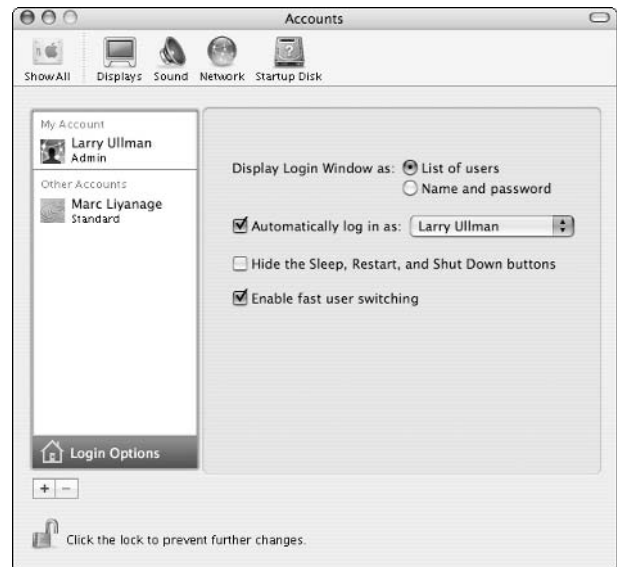 Accounts
Show All Displays Sound Network Startup Disk
My Account
Larry Ullman
Admin
Other Accounts
Marc Liyanage
Standard
Login Options
Display Login Window as: List of users
Name and password
Automatically log in as: Larry Ullman
Hide the Sleep, Restart, and Shut Down buttons
Enable fast user switching
+ −
Click the lock to prevent further changes.